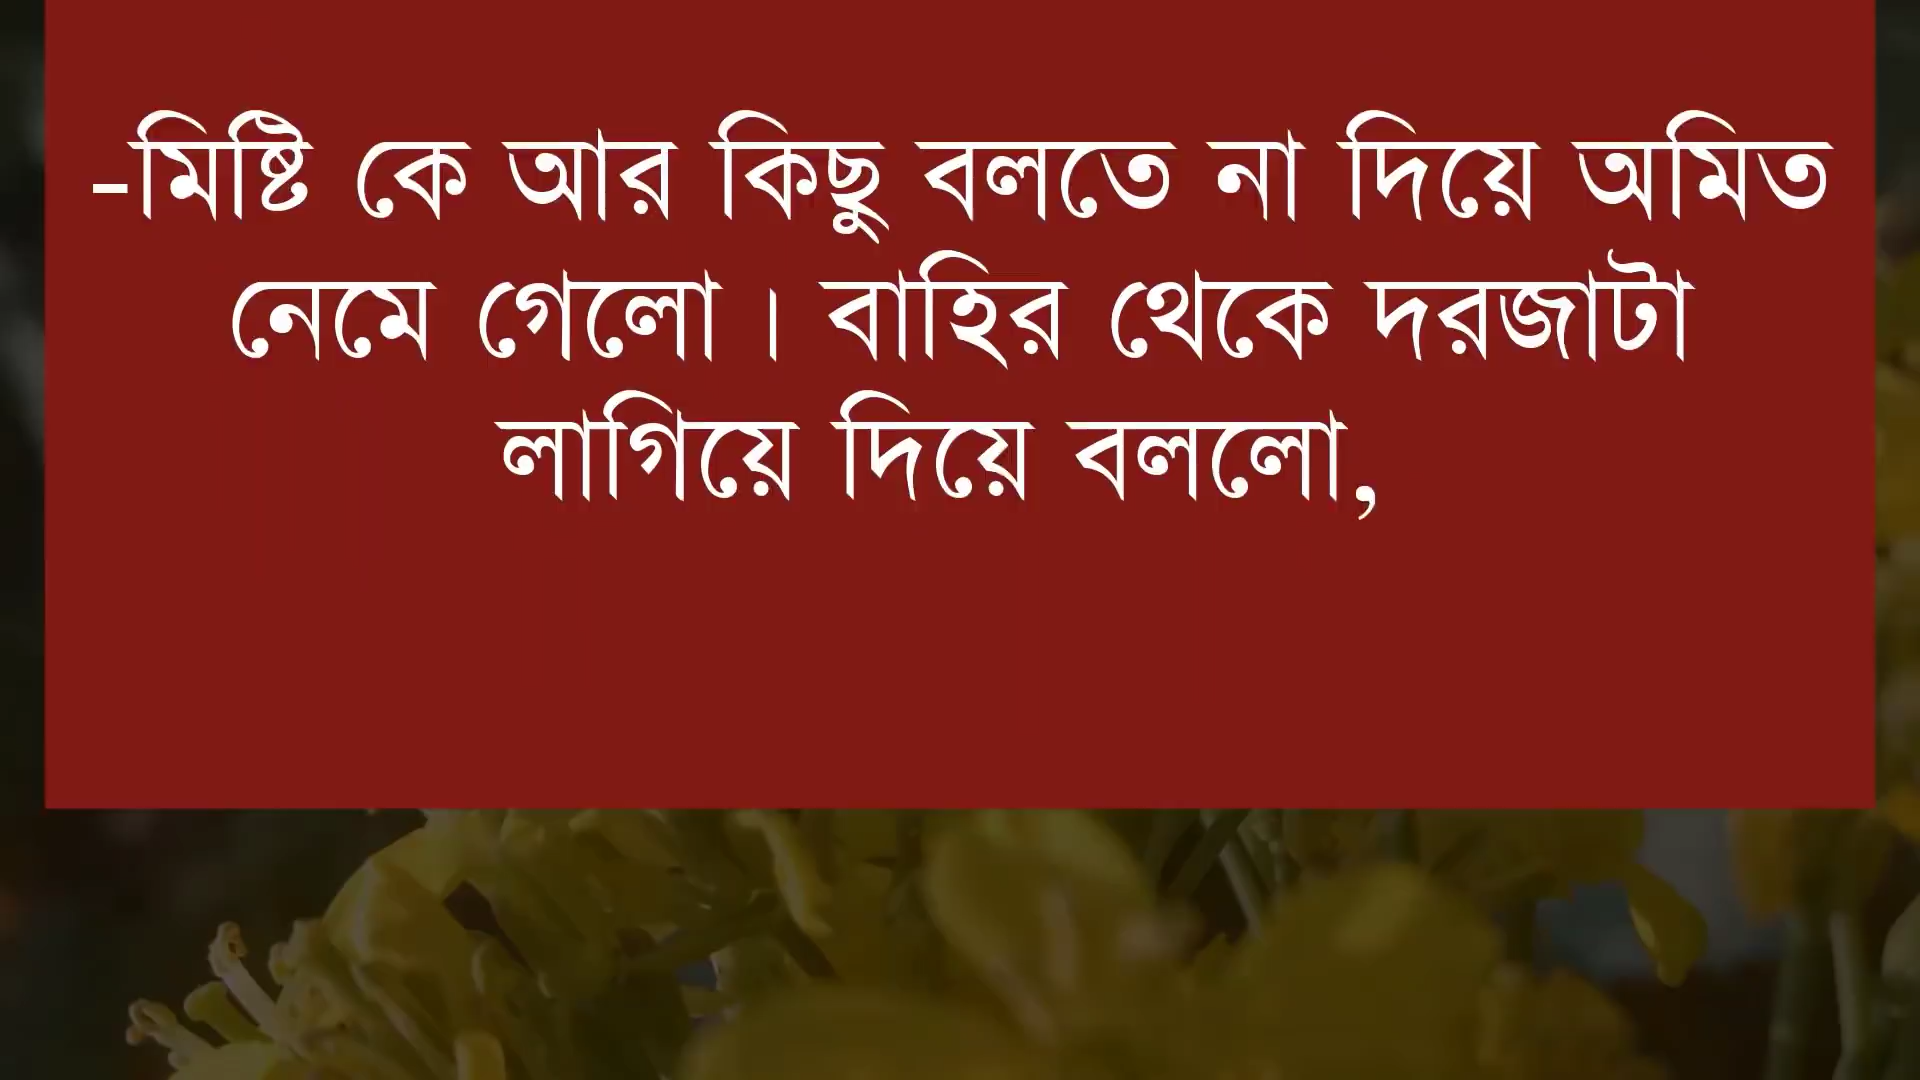 -মিষ্টি কে আর কিছু বলতে না দিয়ে অমিত
নেমে গেলো। বাহির থেকে দরজাটা
লাগিয়ে দিয়ে বললো,